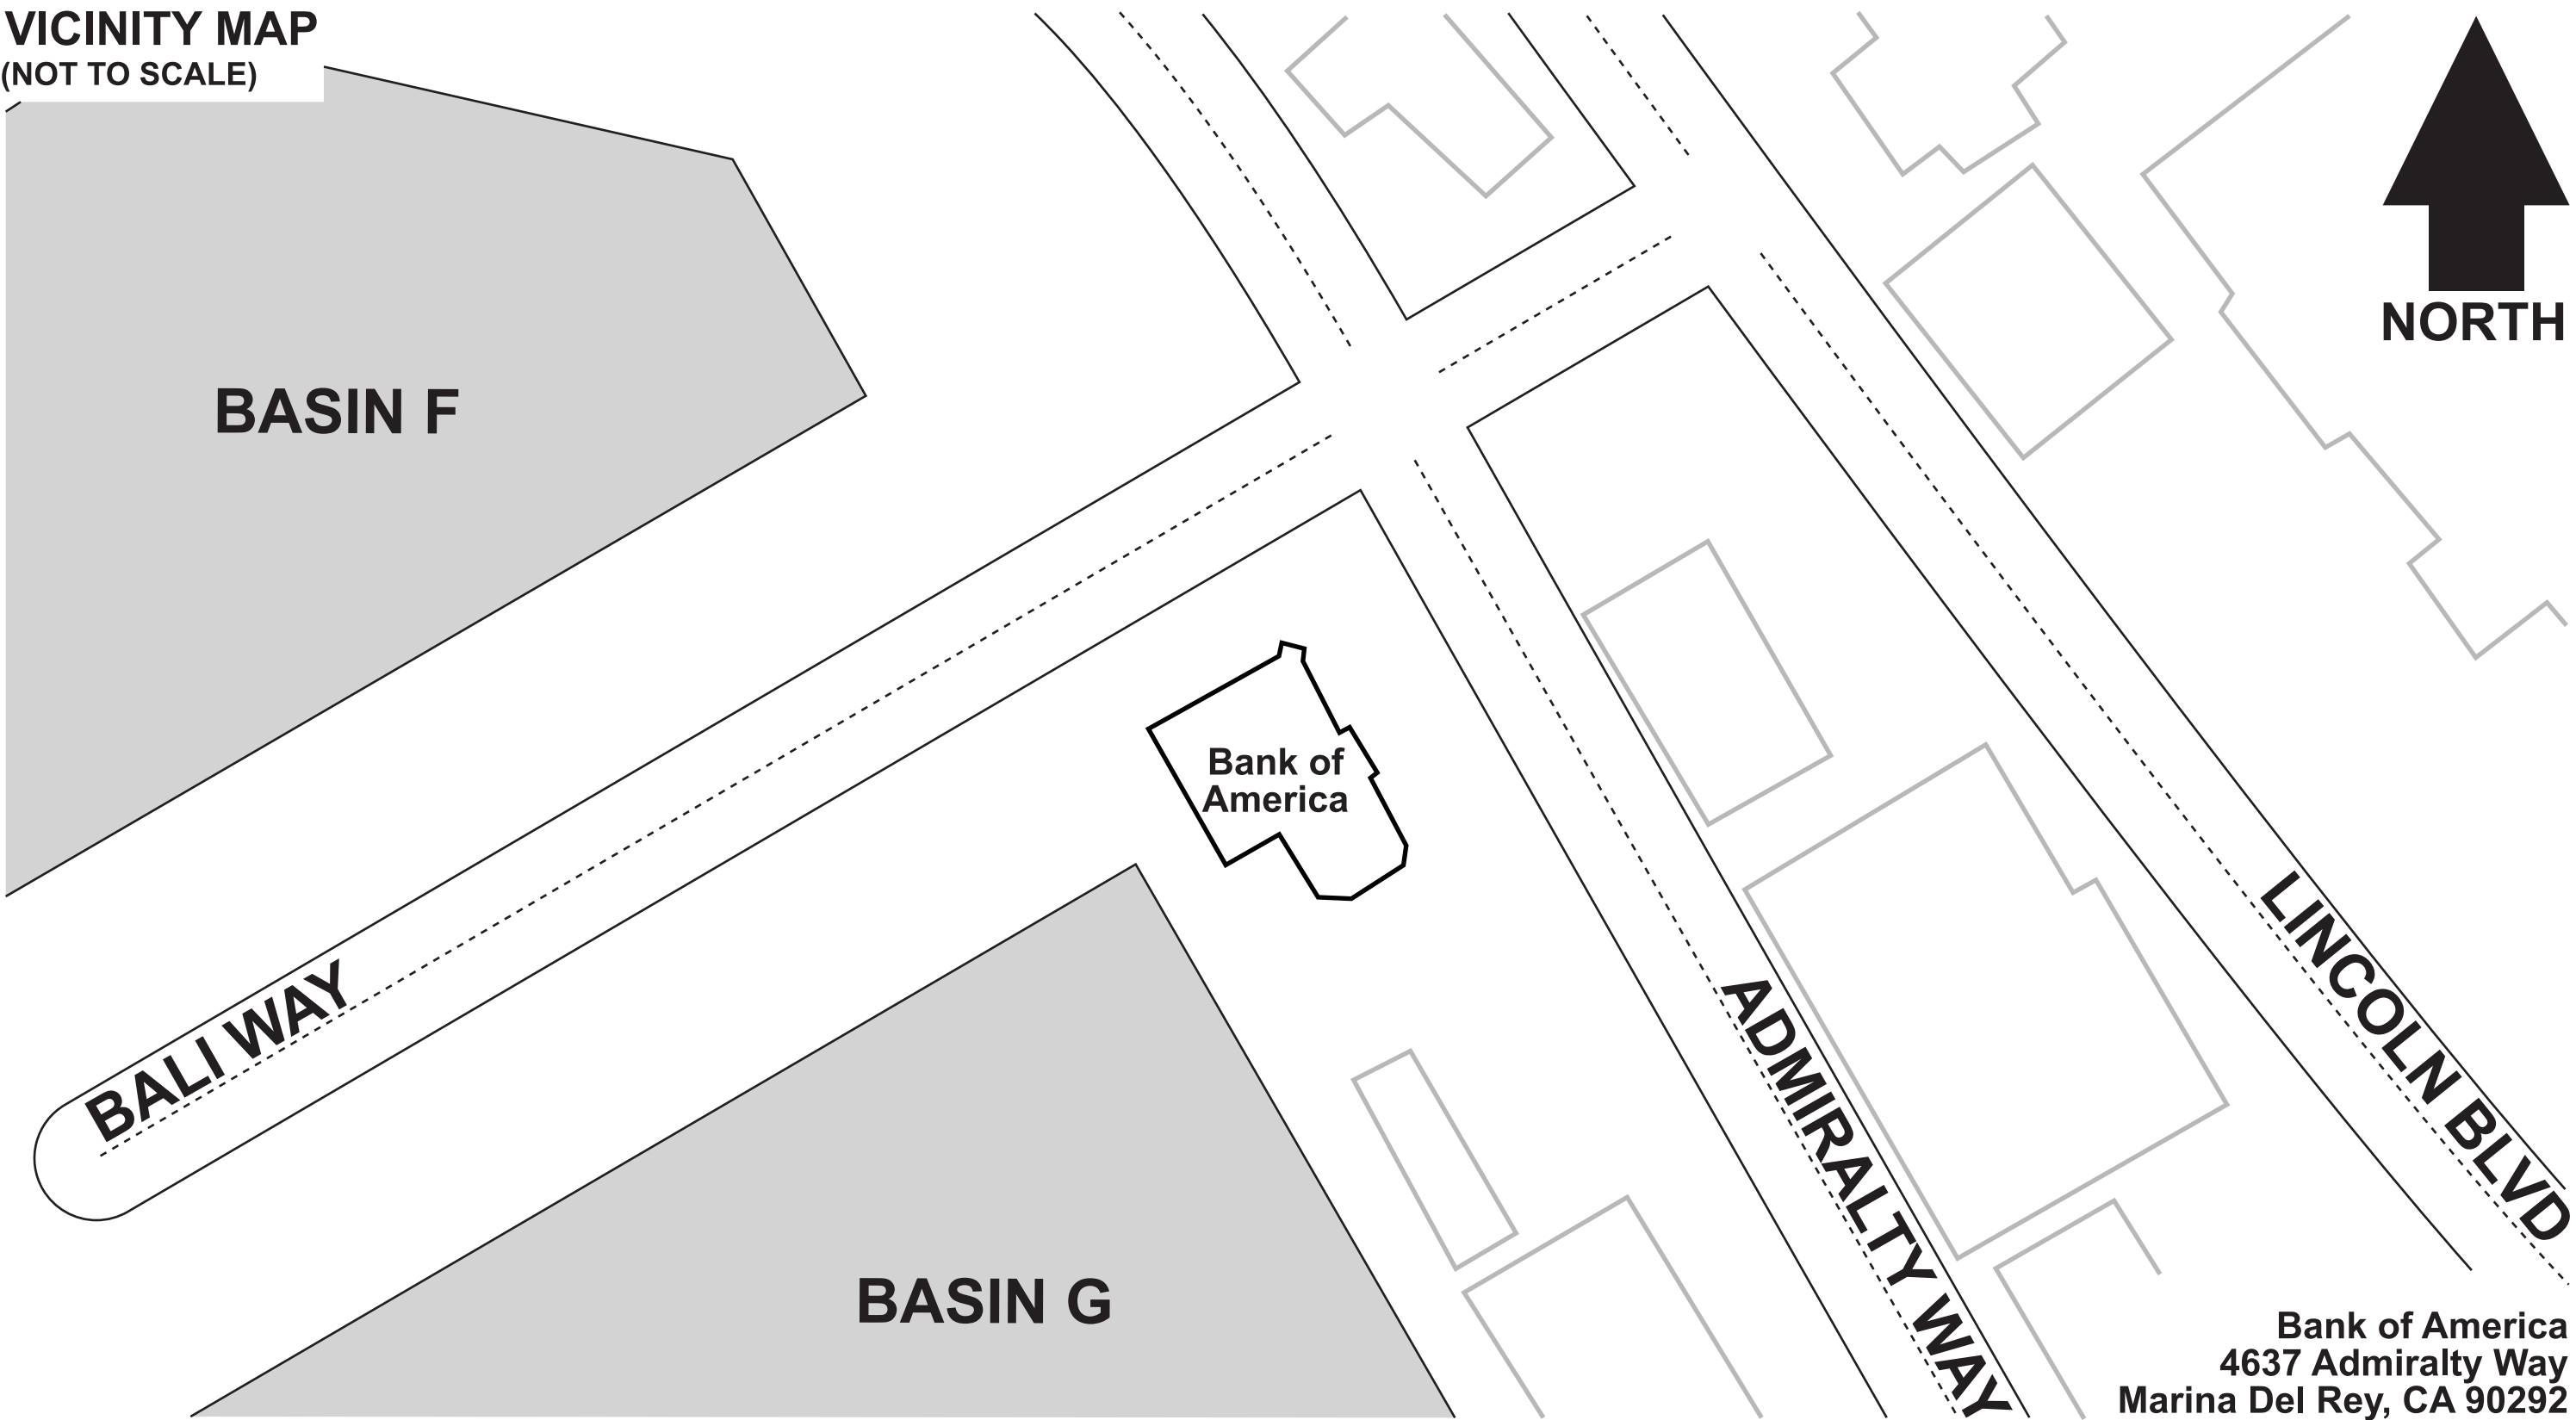 VICINITY MAP
(NOT TO SCALE)
NORTH
BASIN F
Bank of
America
BALI WAY
LINCOLN BLVD
ADMIRALTY WAY
BASIN G
Bank of America
4637 Admiralty Way
Marina Del Rey, CA 90292